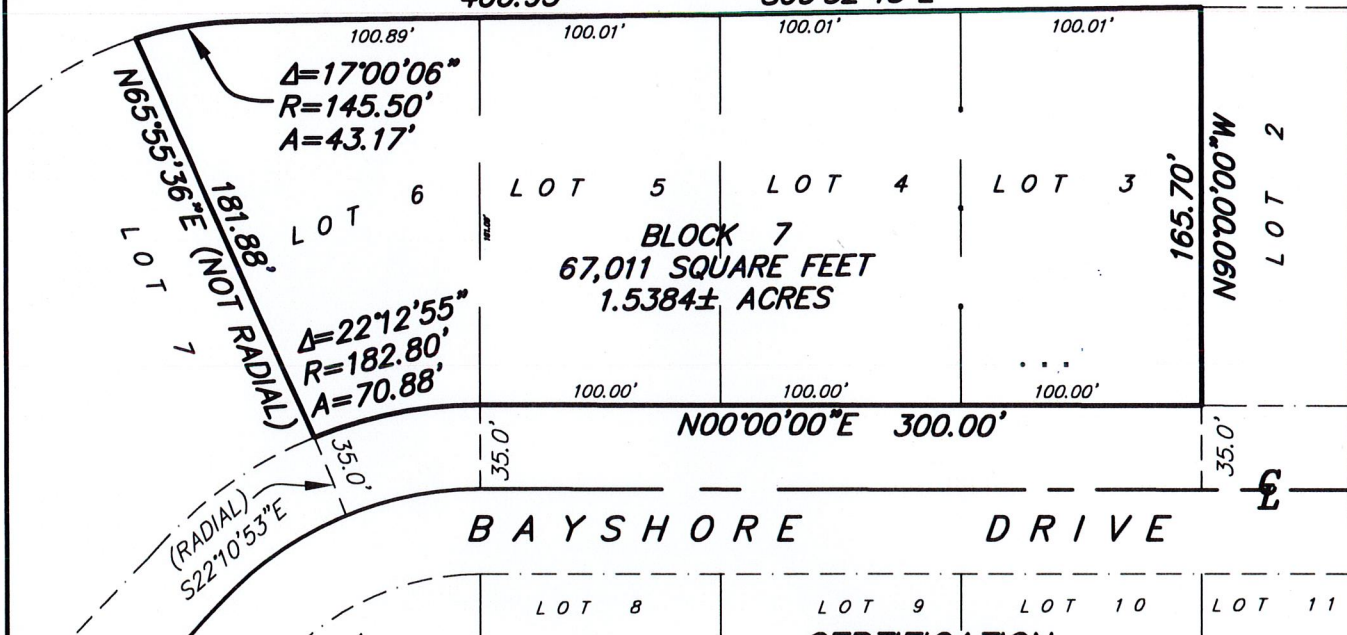 100.89'
100.01'
100.01'
100.01'
Δ=17°00'06"
R=145.50'
A=43.17'
N65°55'36"E (NOT RADIAL)
181.88'
LOT 7
LOT 6
LOT 5
LOT 4
LOT 3
165.70'
N90°00'00"W
LOT 2
BLOCK 7
67,011 SQUARE FEET
1.5384± ACRES
Δ=22°12'55"
R=182.80'
A=70.88'
100.00'
100.00'
100.00'
N00°00'00"E 300.00'
35.0'
35.0'
35.0'
(RADIAL)
S22°10'53"E
BAYSHORE DRIVE
LOT 8
LOT 9
LOT 10
LOT 11